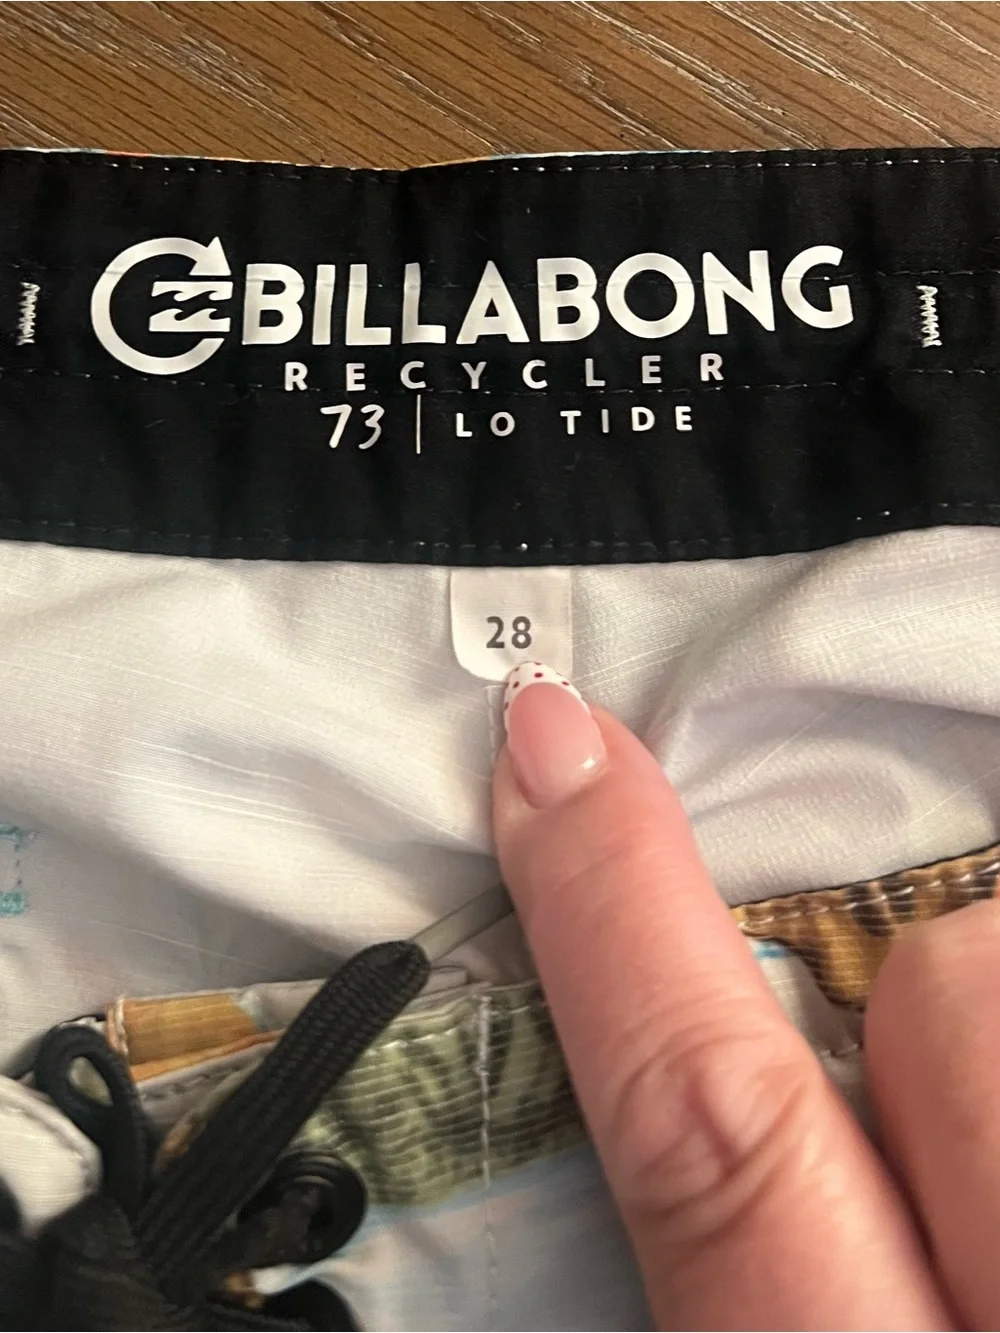 BILLABONG
RECYCLER
73 | LO TIDE
28